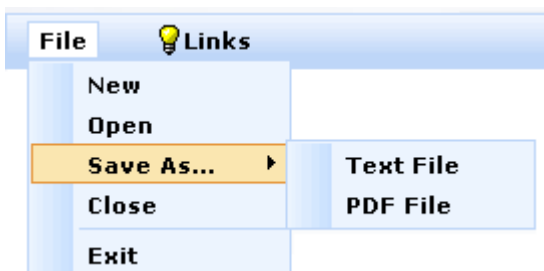 File Links
New
Open
Save As... Text File
Close PDF File
Exit